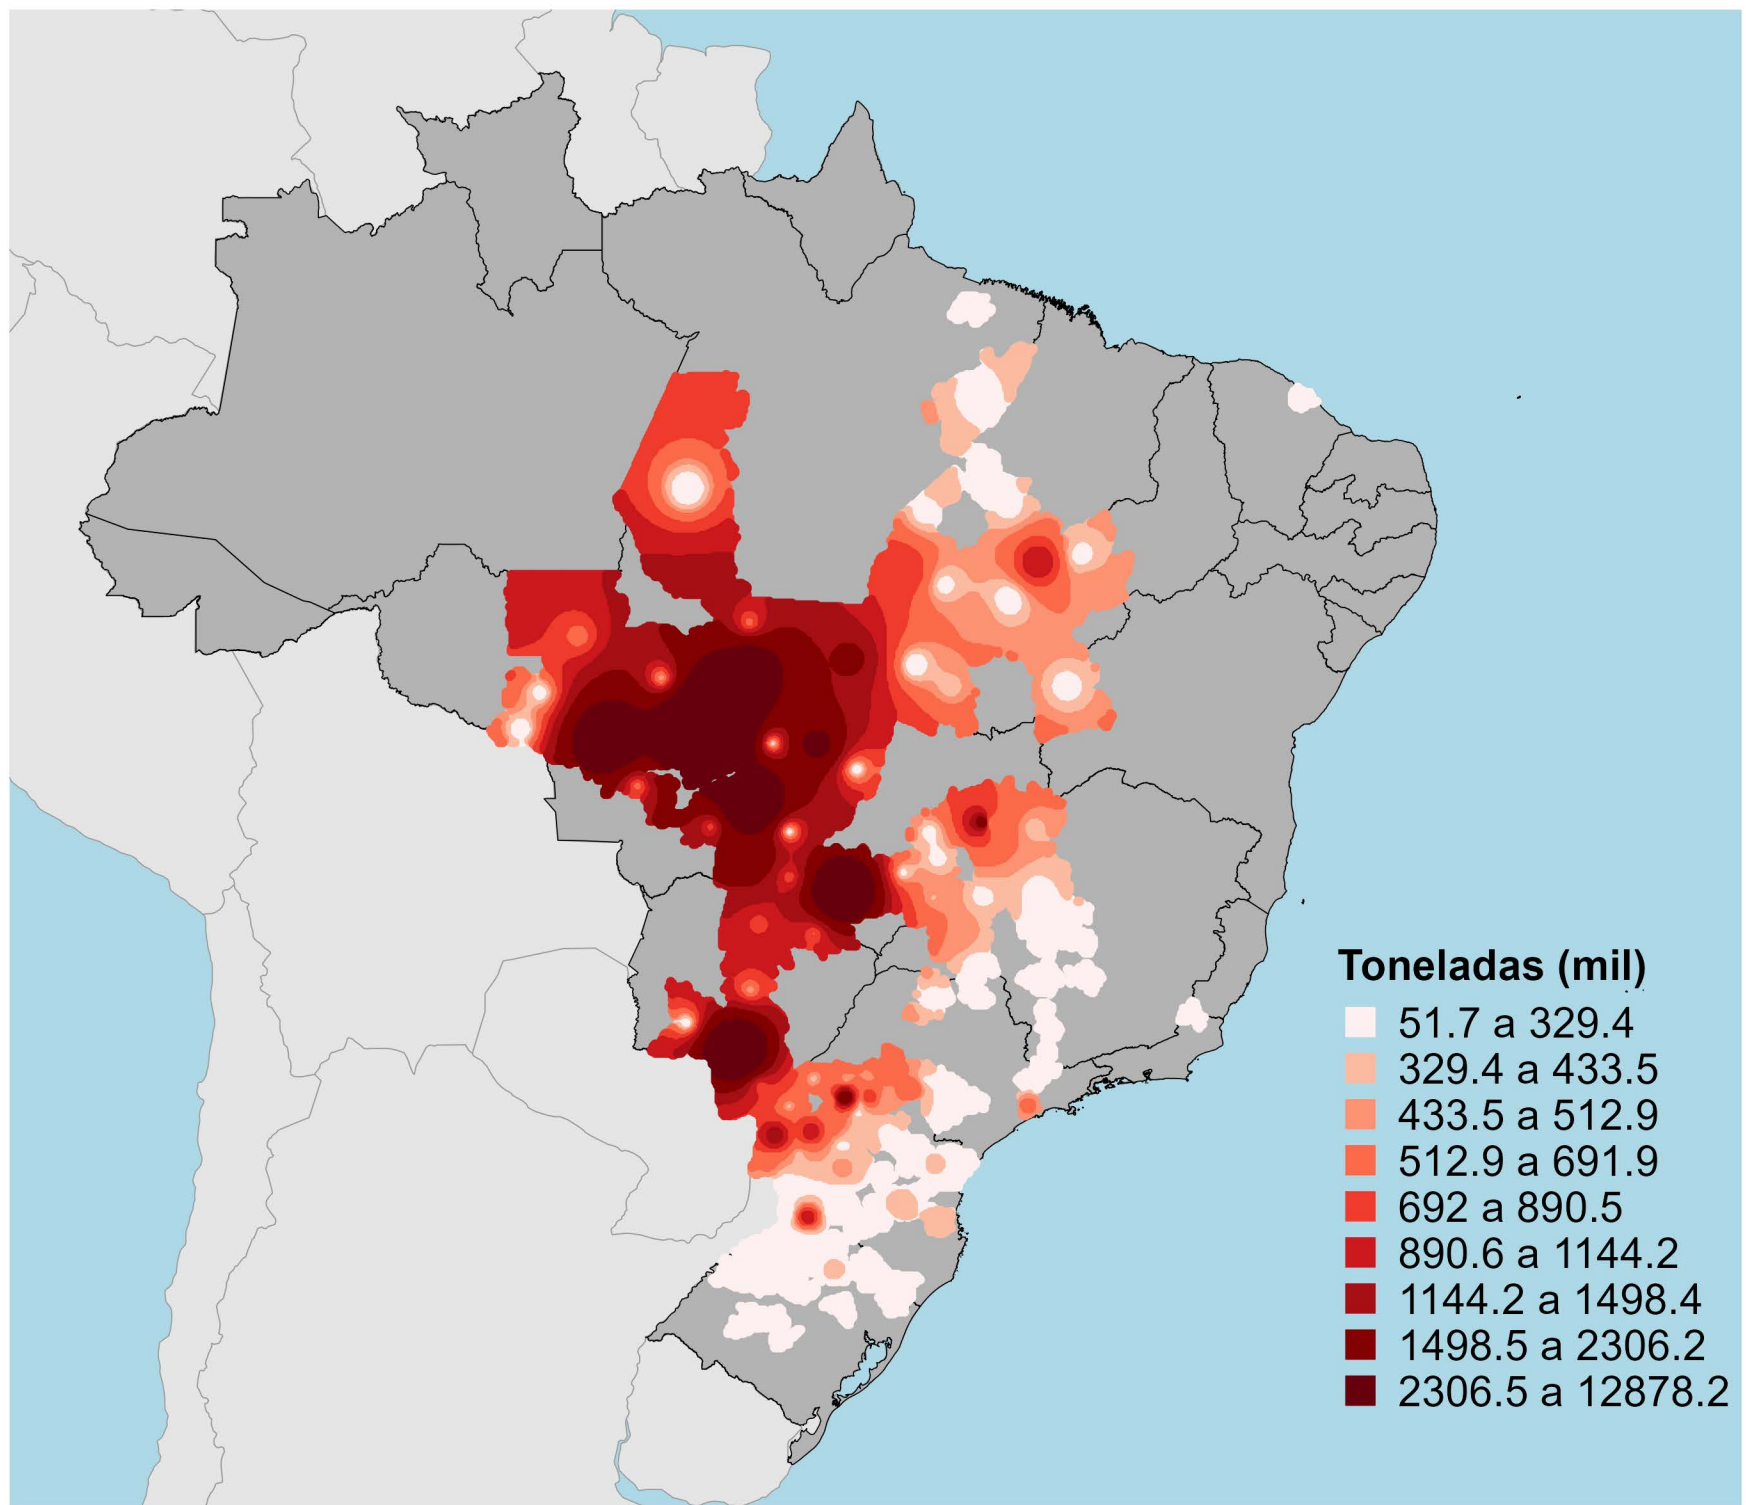 Toneladas (mil)
51.7 a 329.4
329.4 a 433.5
433.5 a 512.9
512.9 a 691.9
692 a 890.5
890.6 a 1144.2
1144.2 a 1498.4
1498.5 a 2306.2
2306.5 a 12878.2